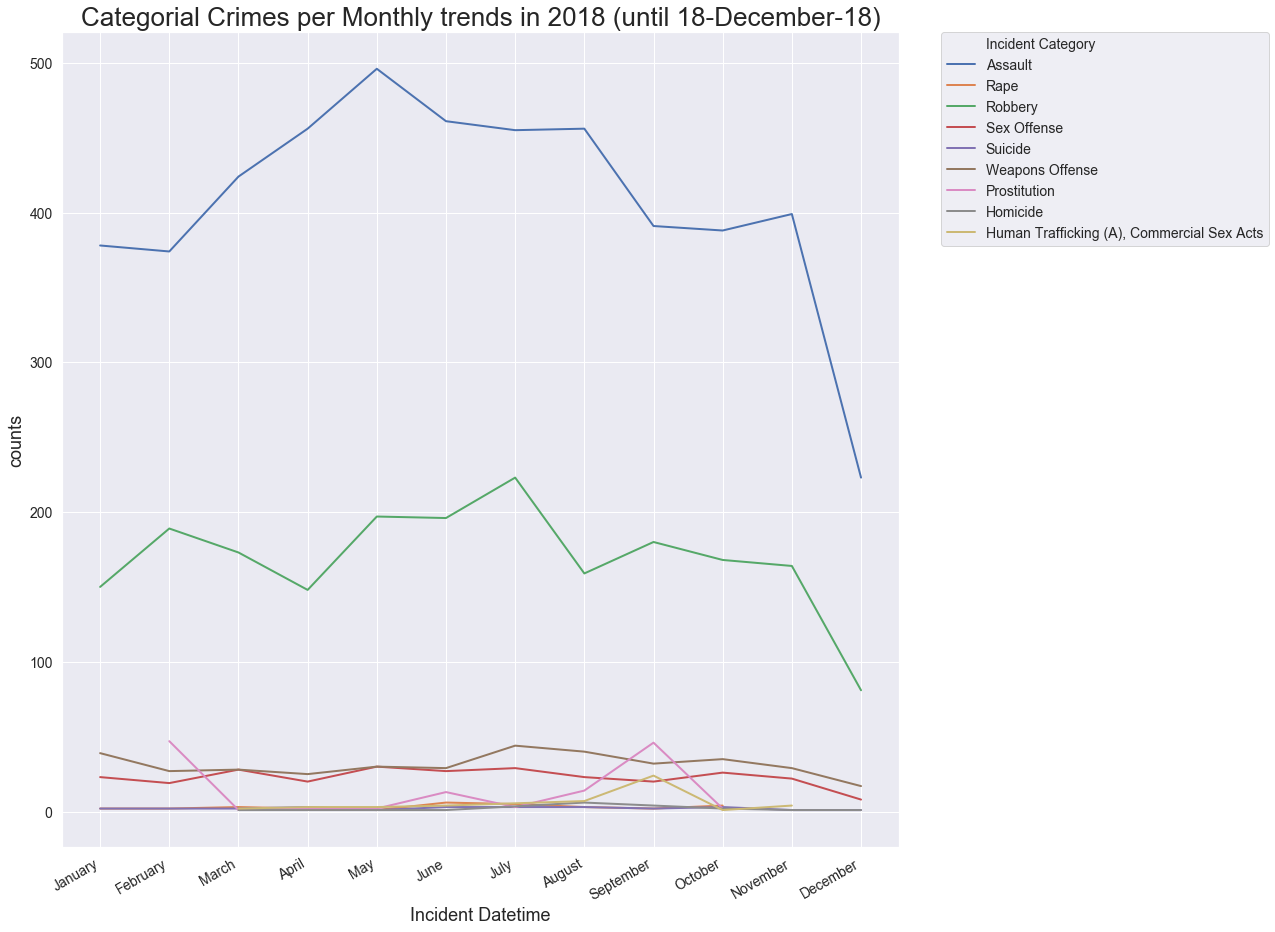 Categorial Crimes per Monthly trends in 2018 (until 18-December-18)
Incident Category
Assault
Rape
Robbery
Sex Offense
Suicide
Weapons Offense
Prostitution
Homicide
Human Trafficking (A), Commercial Sex Acts
500
400
300
200
100
0
counts
January
February
March
April
May
June
July
August
September
October
November
December
Incident Datetime